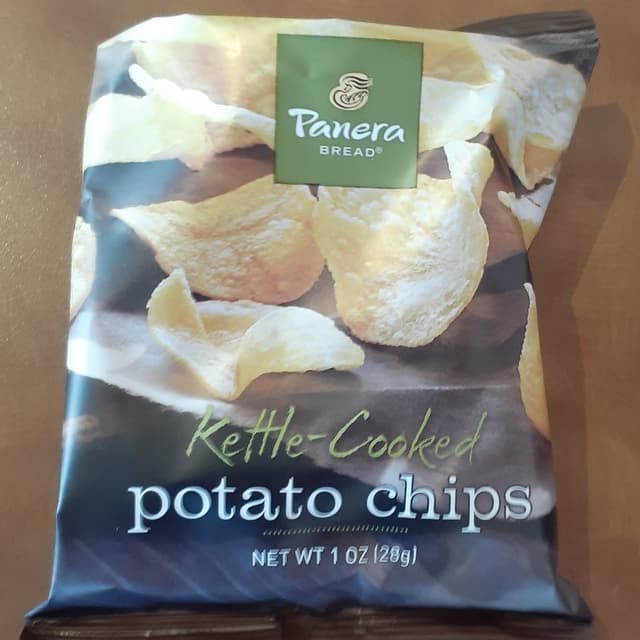 Panera
BREAD®
Kettle-Cooked
potato chips
NET WT 1 OZ (28g)